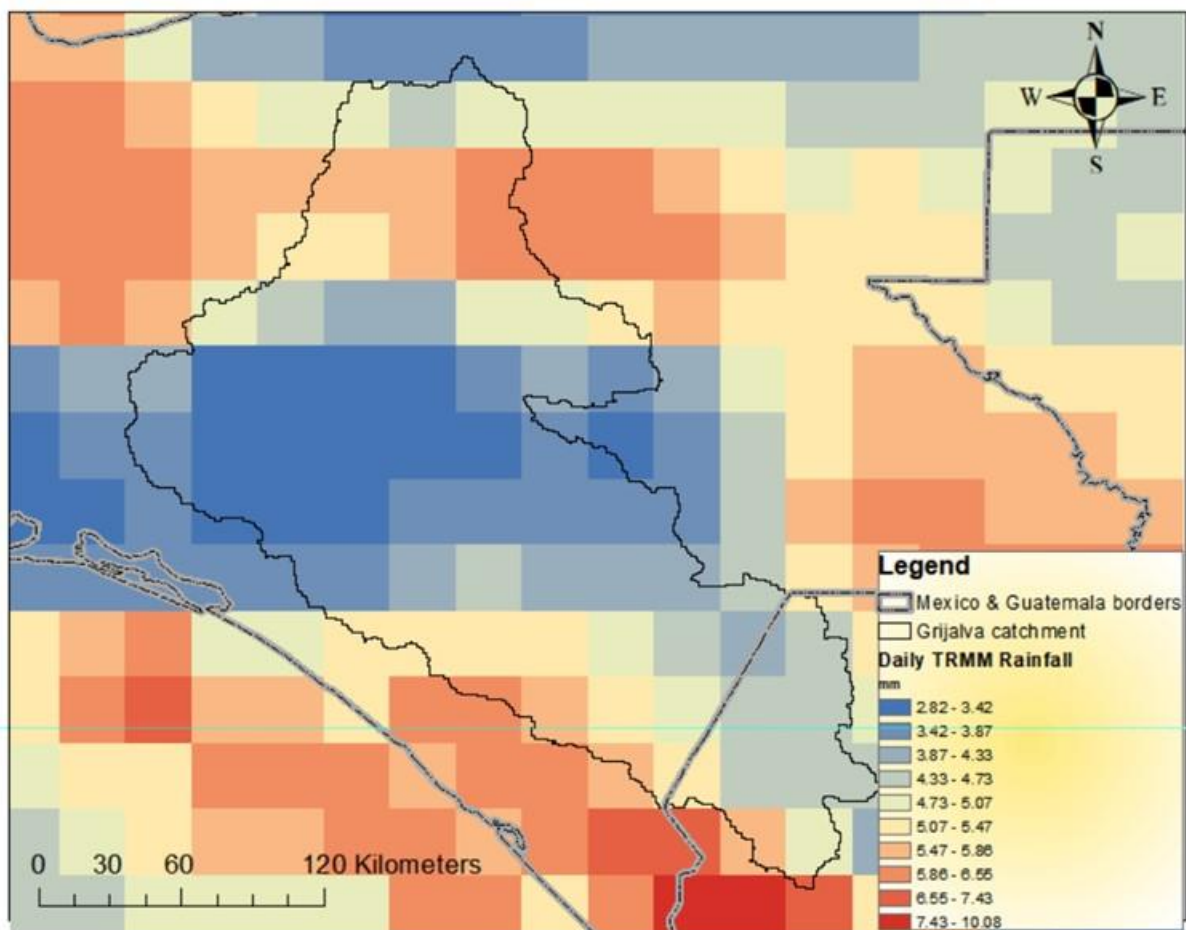 N
W E
S
Legend
Mexico & Guatemala borders
Grijalva catchment
Daily TRMM Rainfall
mm
2.82 - 3.42
3.42 - 3.87
3.87 - 4.33
4.33 - 4.73
4.73 - 5.07
5.07 - 5.47
5.47 - 5.86
5.86 - 6.55
6.55 - 7.43
7.43 - 10.08
0 30 60 120 Kilometers